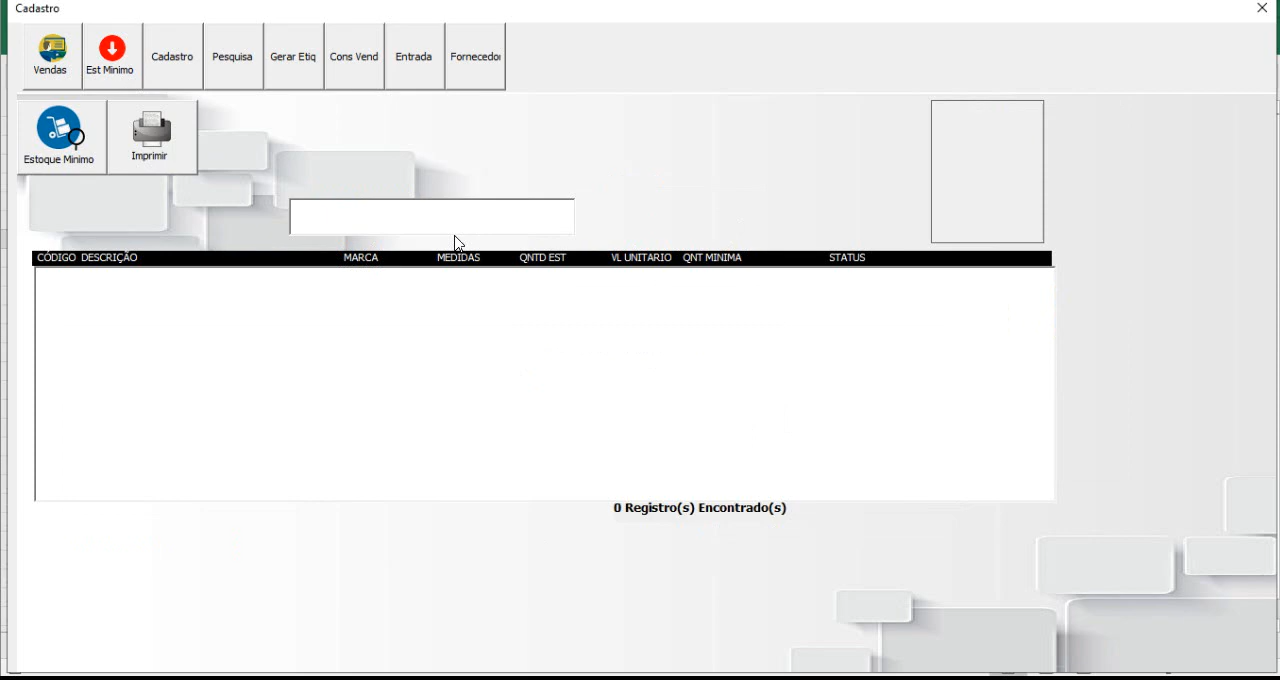 Cadastro
Vendas Est Minimo Cadastro Pesquisa Gerar Etiq Cons Vend Entrada Fornecedor
Estoque Minimo Imprimir
CÓDIGO DESCRIÇÃO MARCA MEDIDAS QNTD EST VL UNITARIO QNT MINIMA STATUS
0 Registro(s) Encontrado(s)